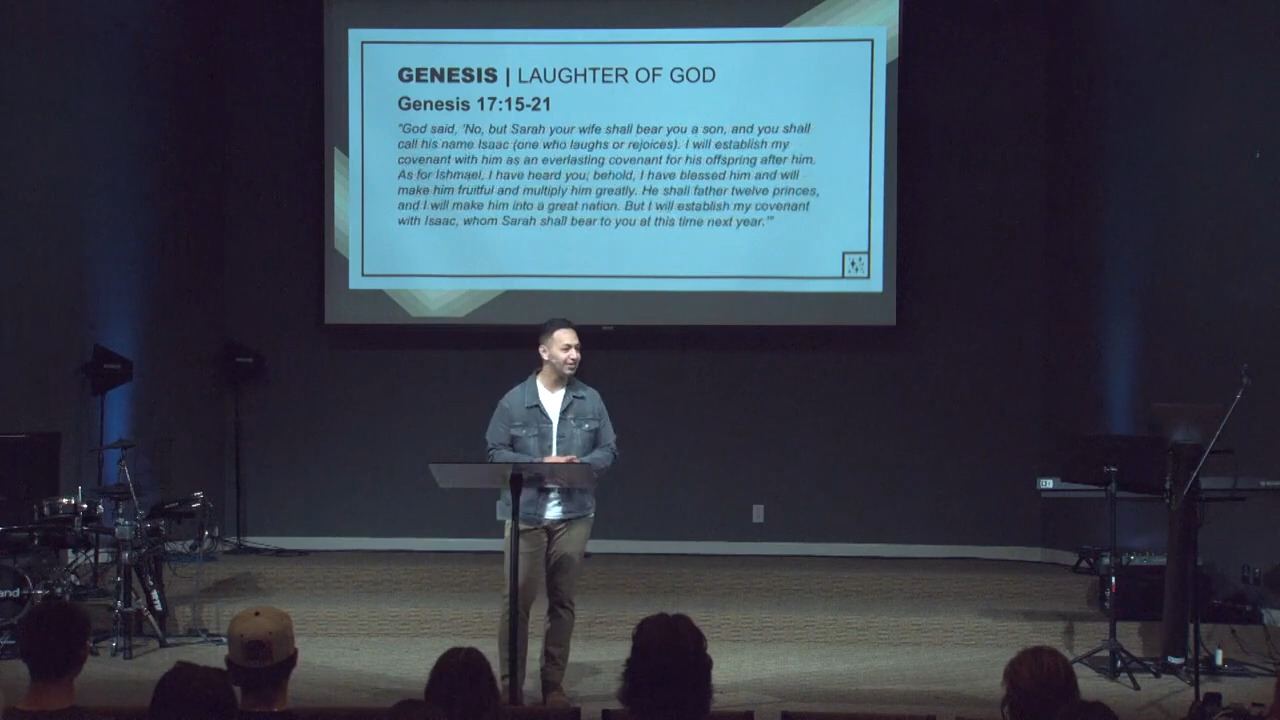 GENESIS | LAUGHTER OF GOD
Genesis 17:15-21
"God said, 'No, but Sarah your wife shall bear you a son, and you shall
call his name Isaac (one who laughs or rejoices). I will establish my
covenant with him as an everlasting covenant for his offspring after him.
As for Ishmael, I have heard you; behold, I have blessed him and will
make him fruitful and multiply him greatly. He shall father twelve princes,
and I will make him into a great nation. But I will establish my covenant
with Isaac, whom Sarah shall bear to you at this time next year.'"